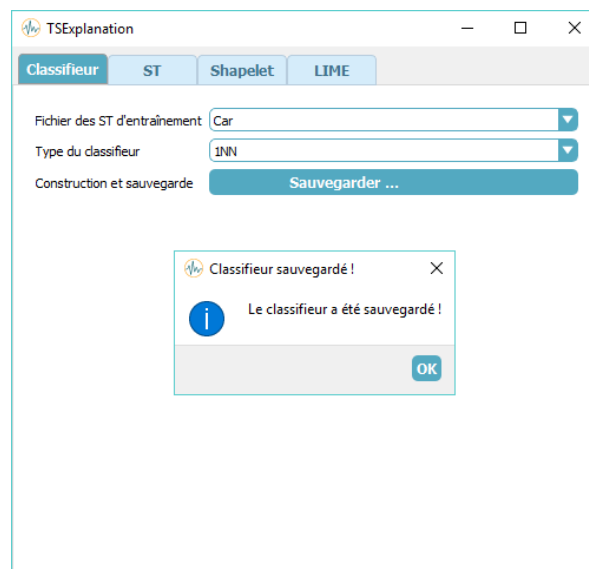 TSExplanation
Classifieur ST Shapelet LIME
Fichier des ST d'entraînement Car
Type du classifieur 1NN
Construction et sauvegarde Sauvegarder ...
Classifieur sauvegardé !
Le classifieur a été sauvegardé !
OK